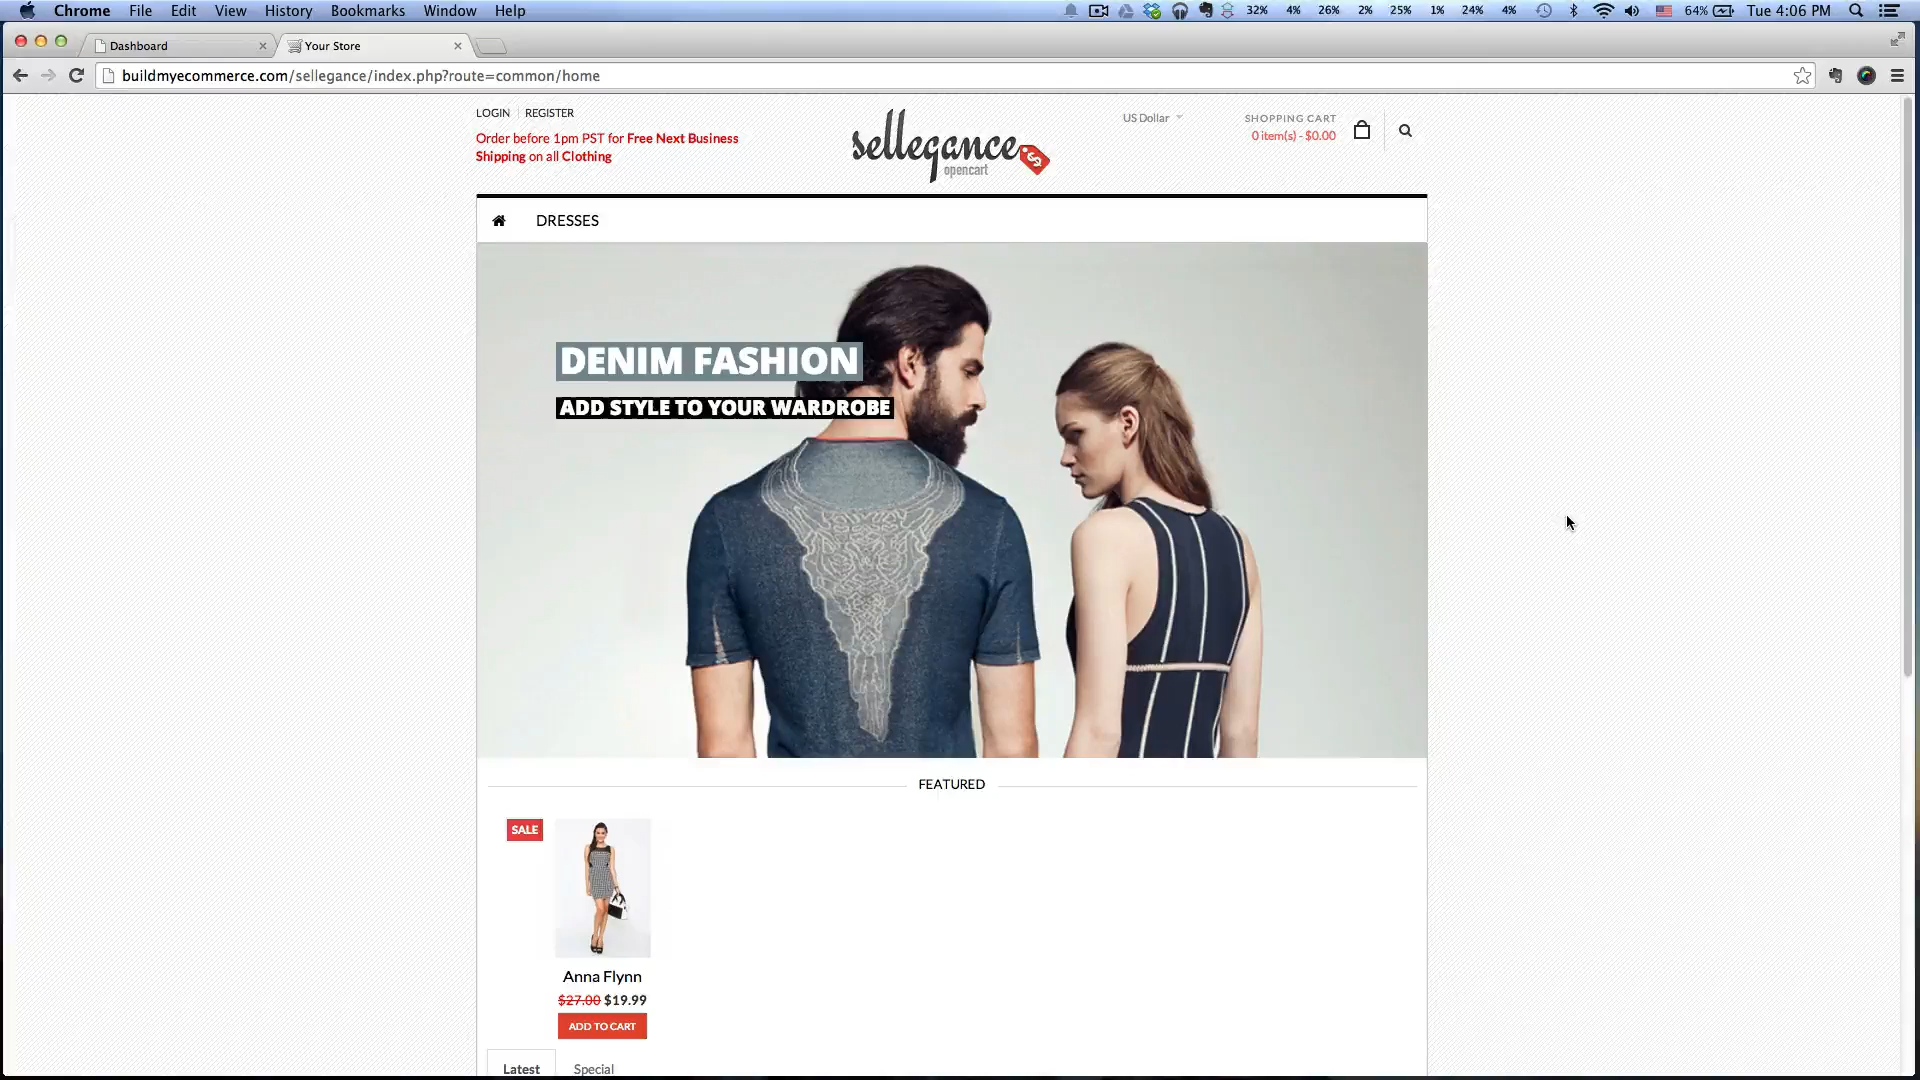 Chrome File Edit View History Bookmarks Window Help
32% 4% 26% 2% 25% 1% 24% 4% 64% Tue 4:06 PM
Dashboard
Your Store
buildmyecommerce.com/sellegance/index.php?route=common/home
LOGIN REGISTER
Order before 1pm PST for Free Next Business
Shipping on all Clothing
sellegance
opencart
US Dollar
SHOPPING CART
0 item(s) - $0.00
DRESSES
DENIM FASHION
ADD STYLE TO YOUR WARDROBE
FEATURED
SALE
Anna Flynn
$27.00 $19.99
ADD TO CART
Latest Special